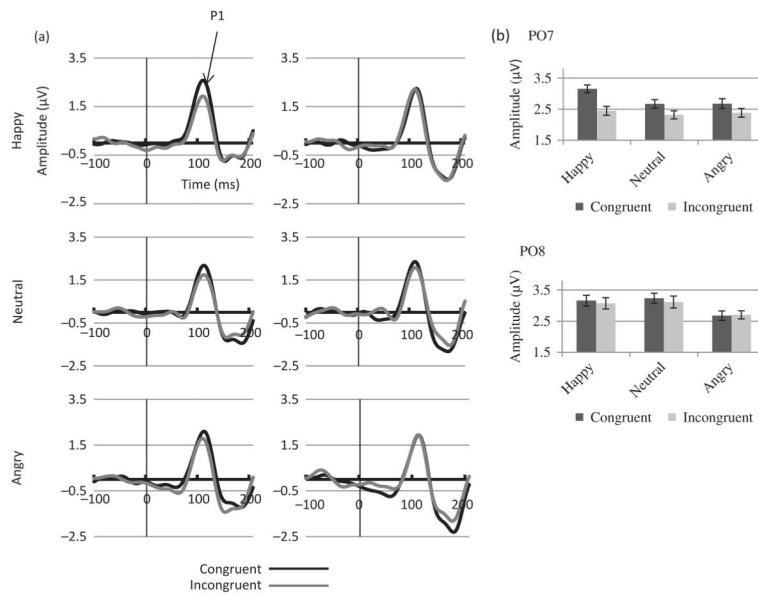 P1
(a)
3.5
3.5
1.5
1.5
−0.5
−0.5
−100
0
100
200
−100
0
100
200
Time (ms)
−2.5
−2.5
Happy
Amplitude (μV)
3.5
3.5
1.5
1.5
−0.5
−0.5
−100
0
100
200
−100
0
100
200
−2.5
−2.5
Neutral
3.5
3.5
1.5
1.5
−0.5
−0.5
−100
0
100
200
−100
0
100
200
−2.5
−2.5
Angry
Congruent
Incongruent
(b) PO7
Amplitude (μV)
3.5
2.5
1.5
Happy
Neutral
Angry
Congruent Incongruent
PO8
Amplitude (μV)
3.5
2.5
1.5
Happy
Neutral
Angry
Congruent Incongruent